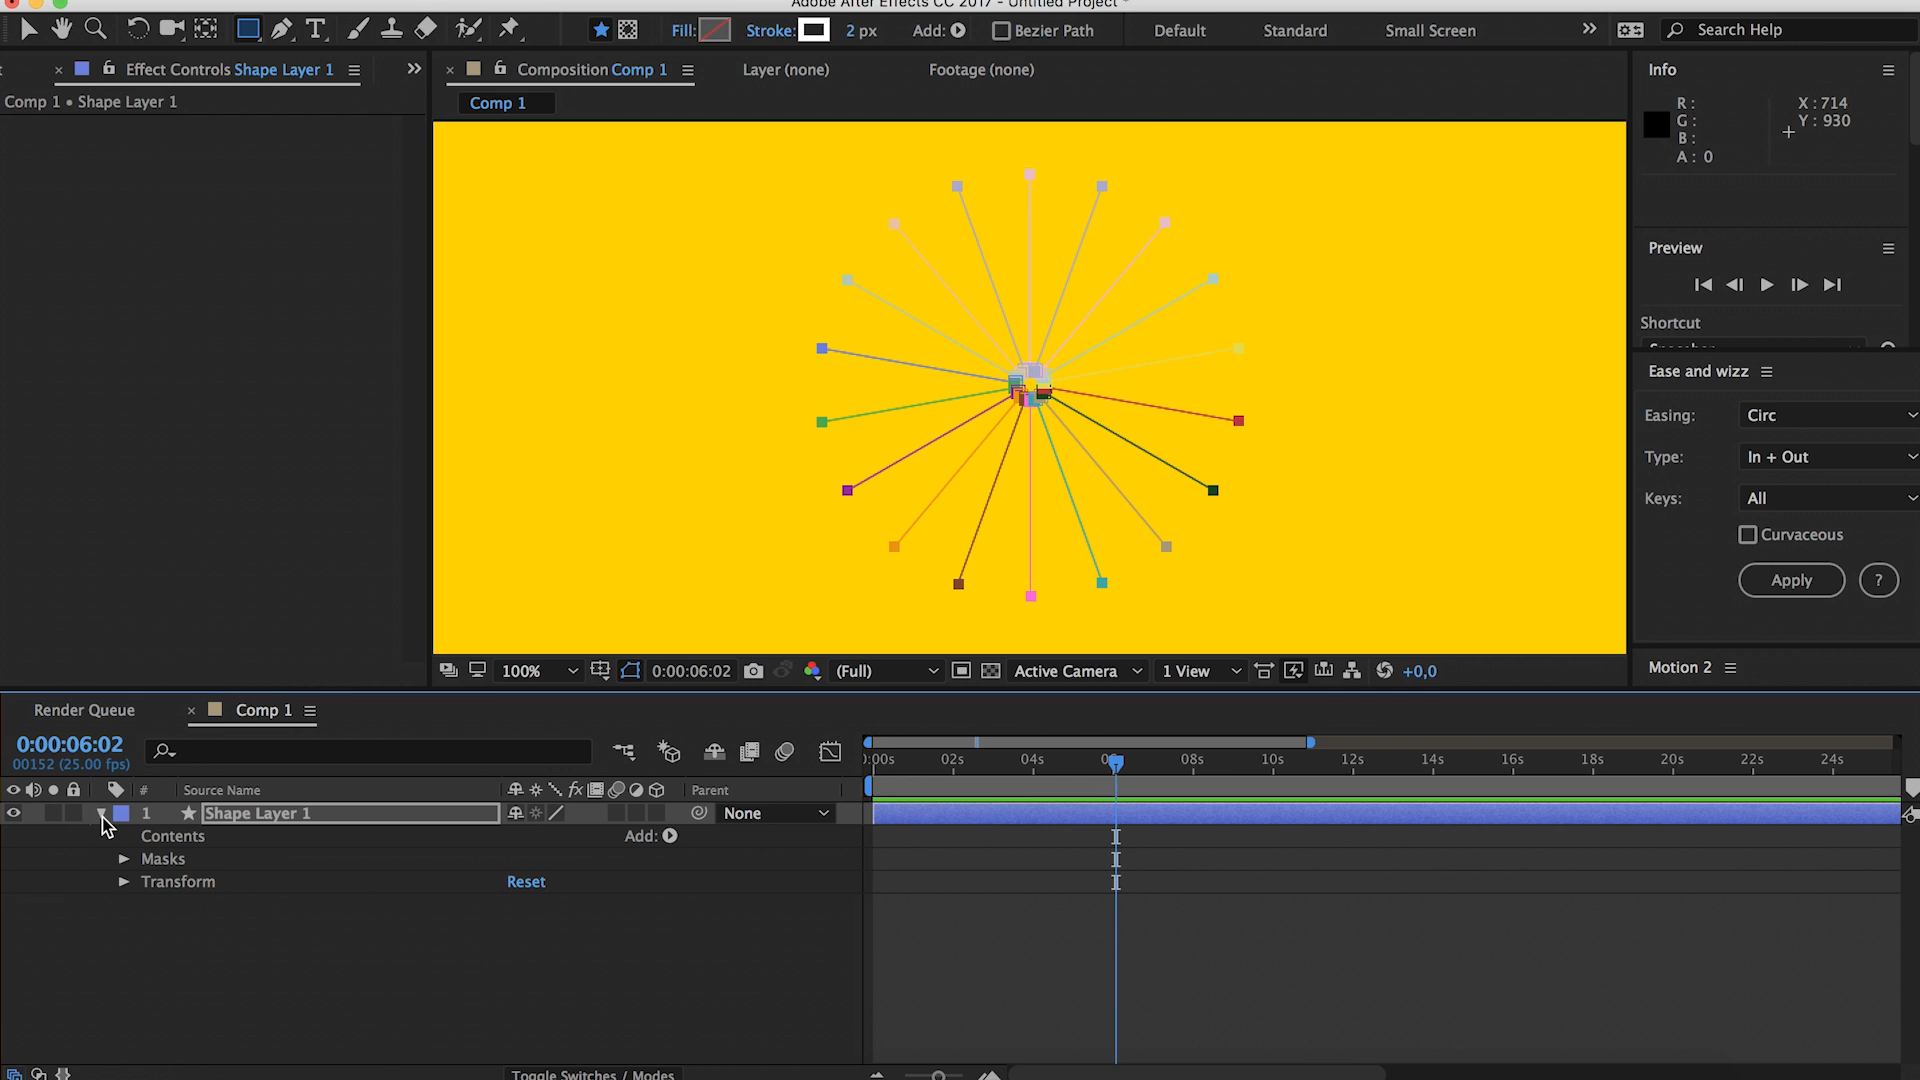 Adobe After Effects CC 2017 - Untitled Project *
Fill: Stroke: 2 px Add: Bezier Path Default Standard Small Screen Search Help
Effect Controls Shape Layer 1
Composition Comp 1
Layer (none)
Footage (none)
Info
Comp 1 • Shape Layer 1
Comp 1
R:
G:
B:
A: 0
X: 714
Y: 930
Preview
Shortcut
Ease and wizz
Easing: Circ
Type: In + Out
Keys: All
Curvaceous
Apply ?
100% 0:00:06:02 (Full) Active Camera 1 View +0,0
Motion 2
Render Queue
Comp 1
0:00:06:02
00152 (25.00 fps)
:00s 02s 04s 08s 10s 12s 14s 16s 18s 20s 22s 24s
# Source Name fx Parent
1 Shape Layer 1 None
Contents Add:
Masks
Transform Reset
Toggle Switches / Modes